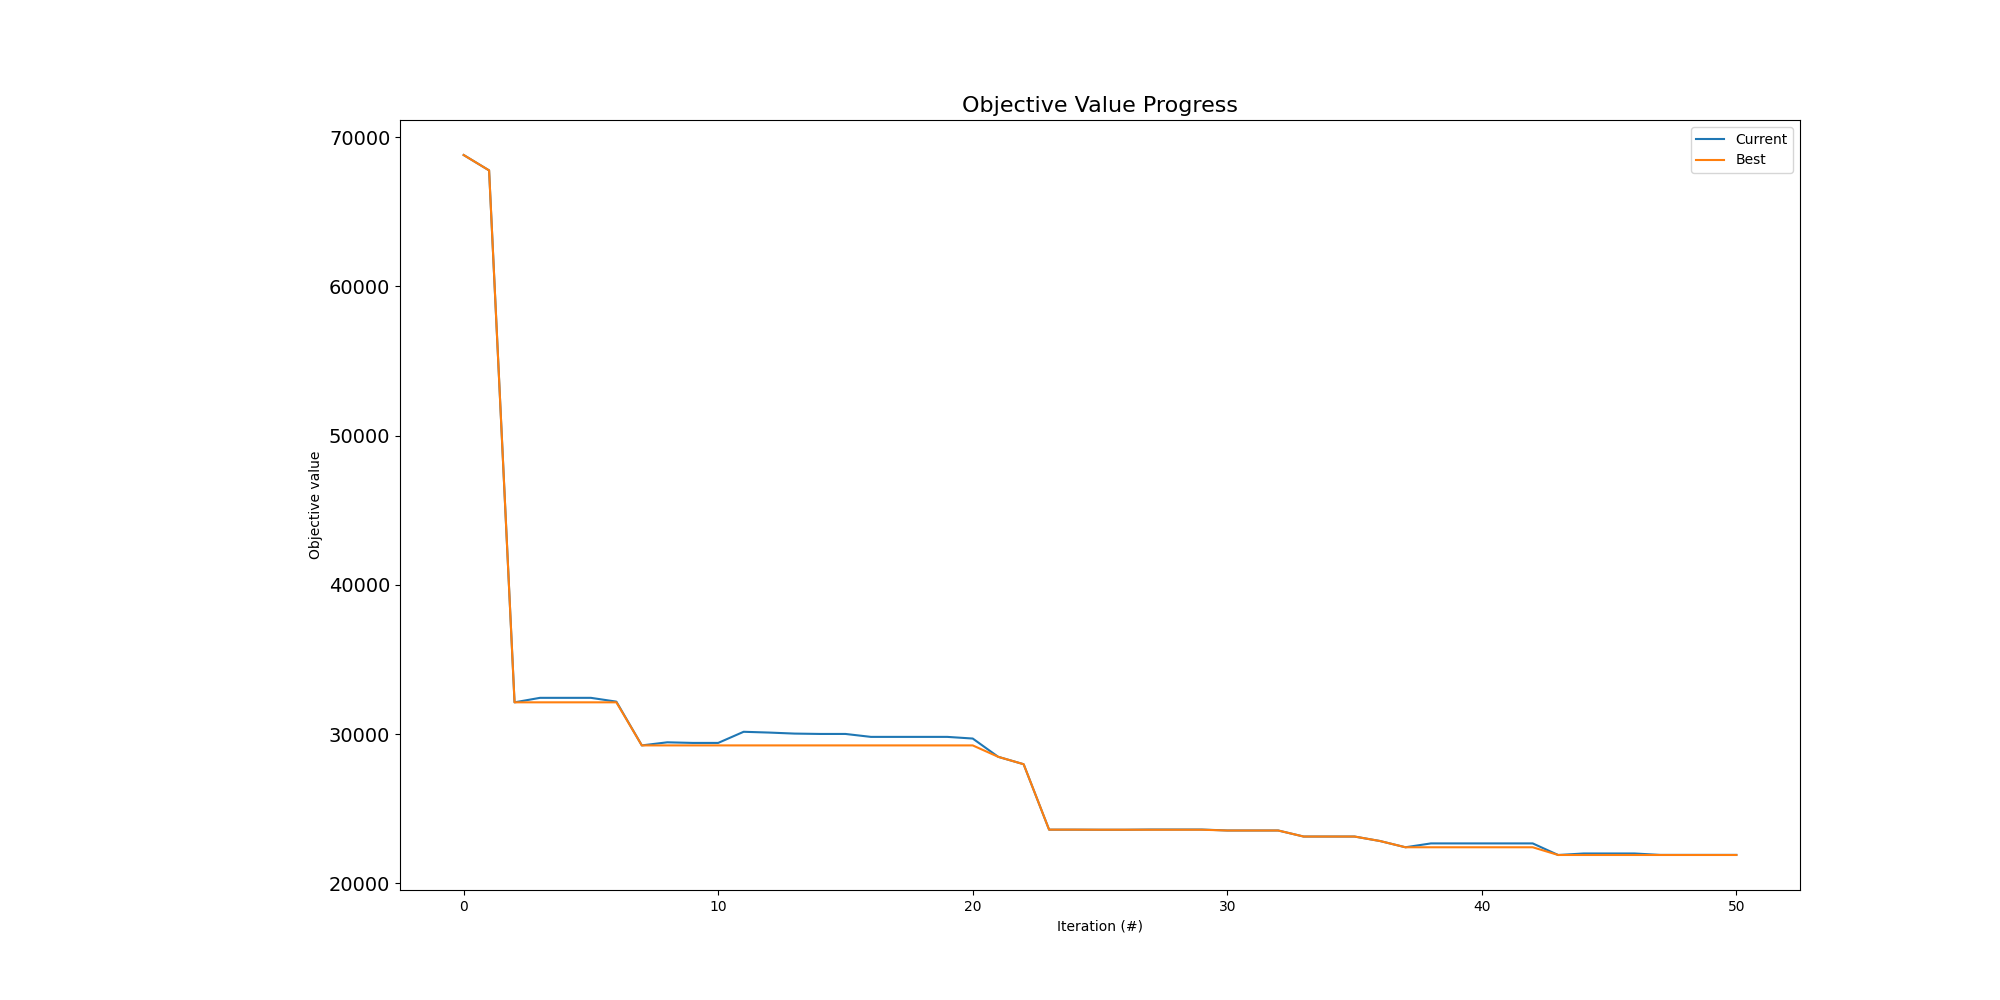 Objective Value Progress
Current
Best
70000
60000
50000
40000
30000
20000
Objective value
0 10 20 30 40 50
Iteration (#)